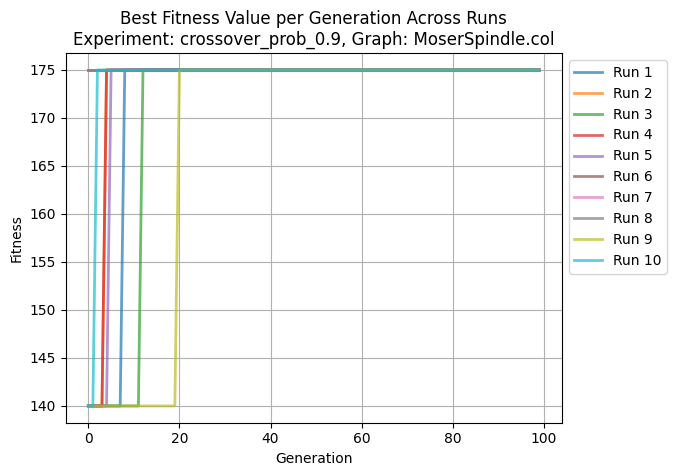 Best Fitness Value per Generation Across Runs
Experiment: crossover_prob_0.9, Graph: MoserSpindle.col
175
170
165
160
155
150
145
140
Fitness
0 20 40 60 80 100
Generation
Run 1
Run 2
Run 3
Run 4
Run 5
Run 6
Run 7
Run 8
Run 9
Run 10